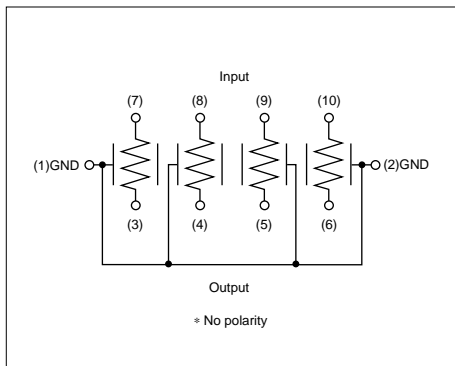 Input
(7) (8) (9) (10)
(1)GND (2)GND
(3) (4) (5) (6)
Output
* No polarity